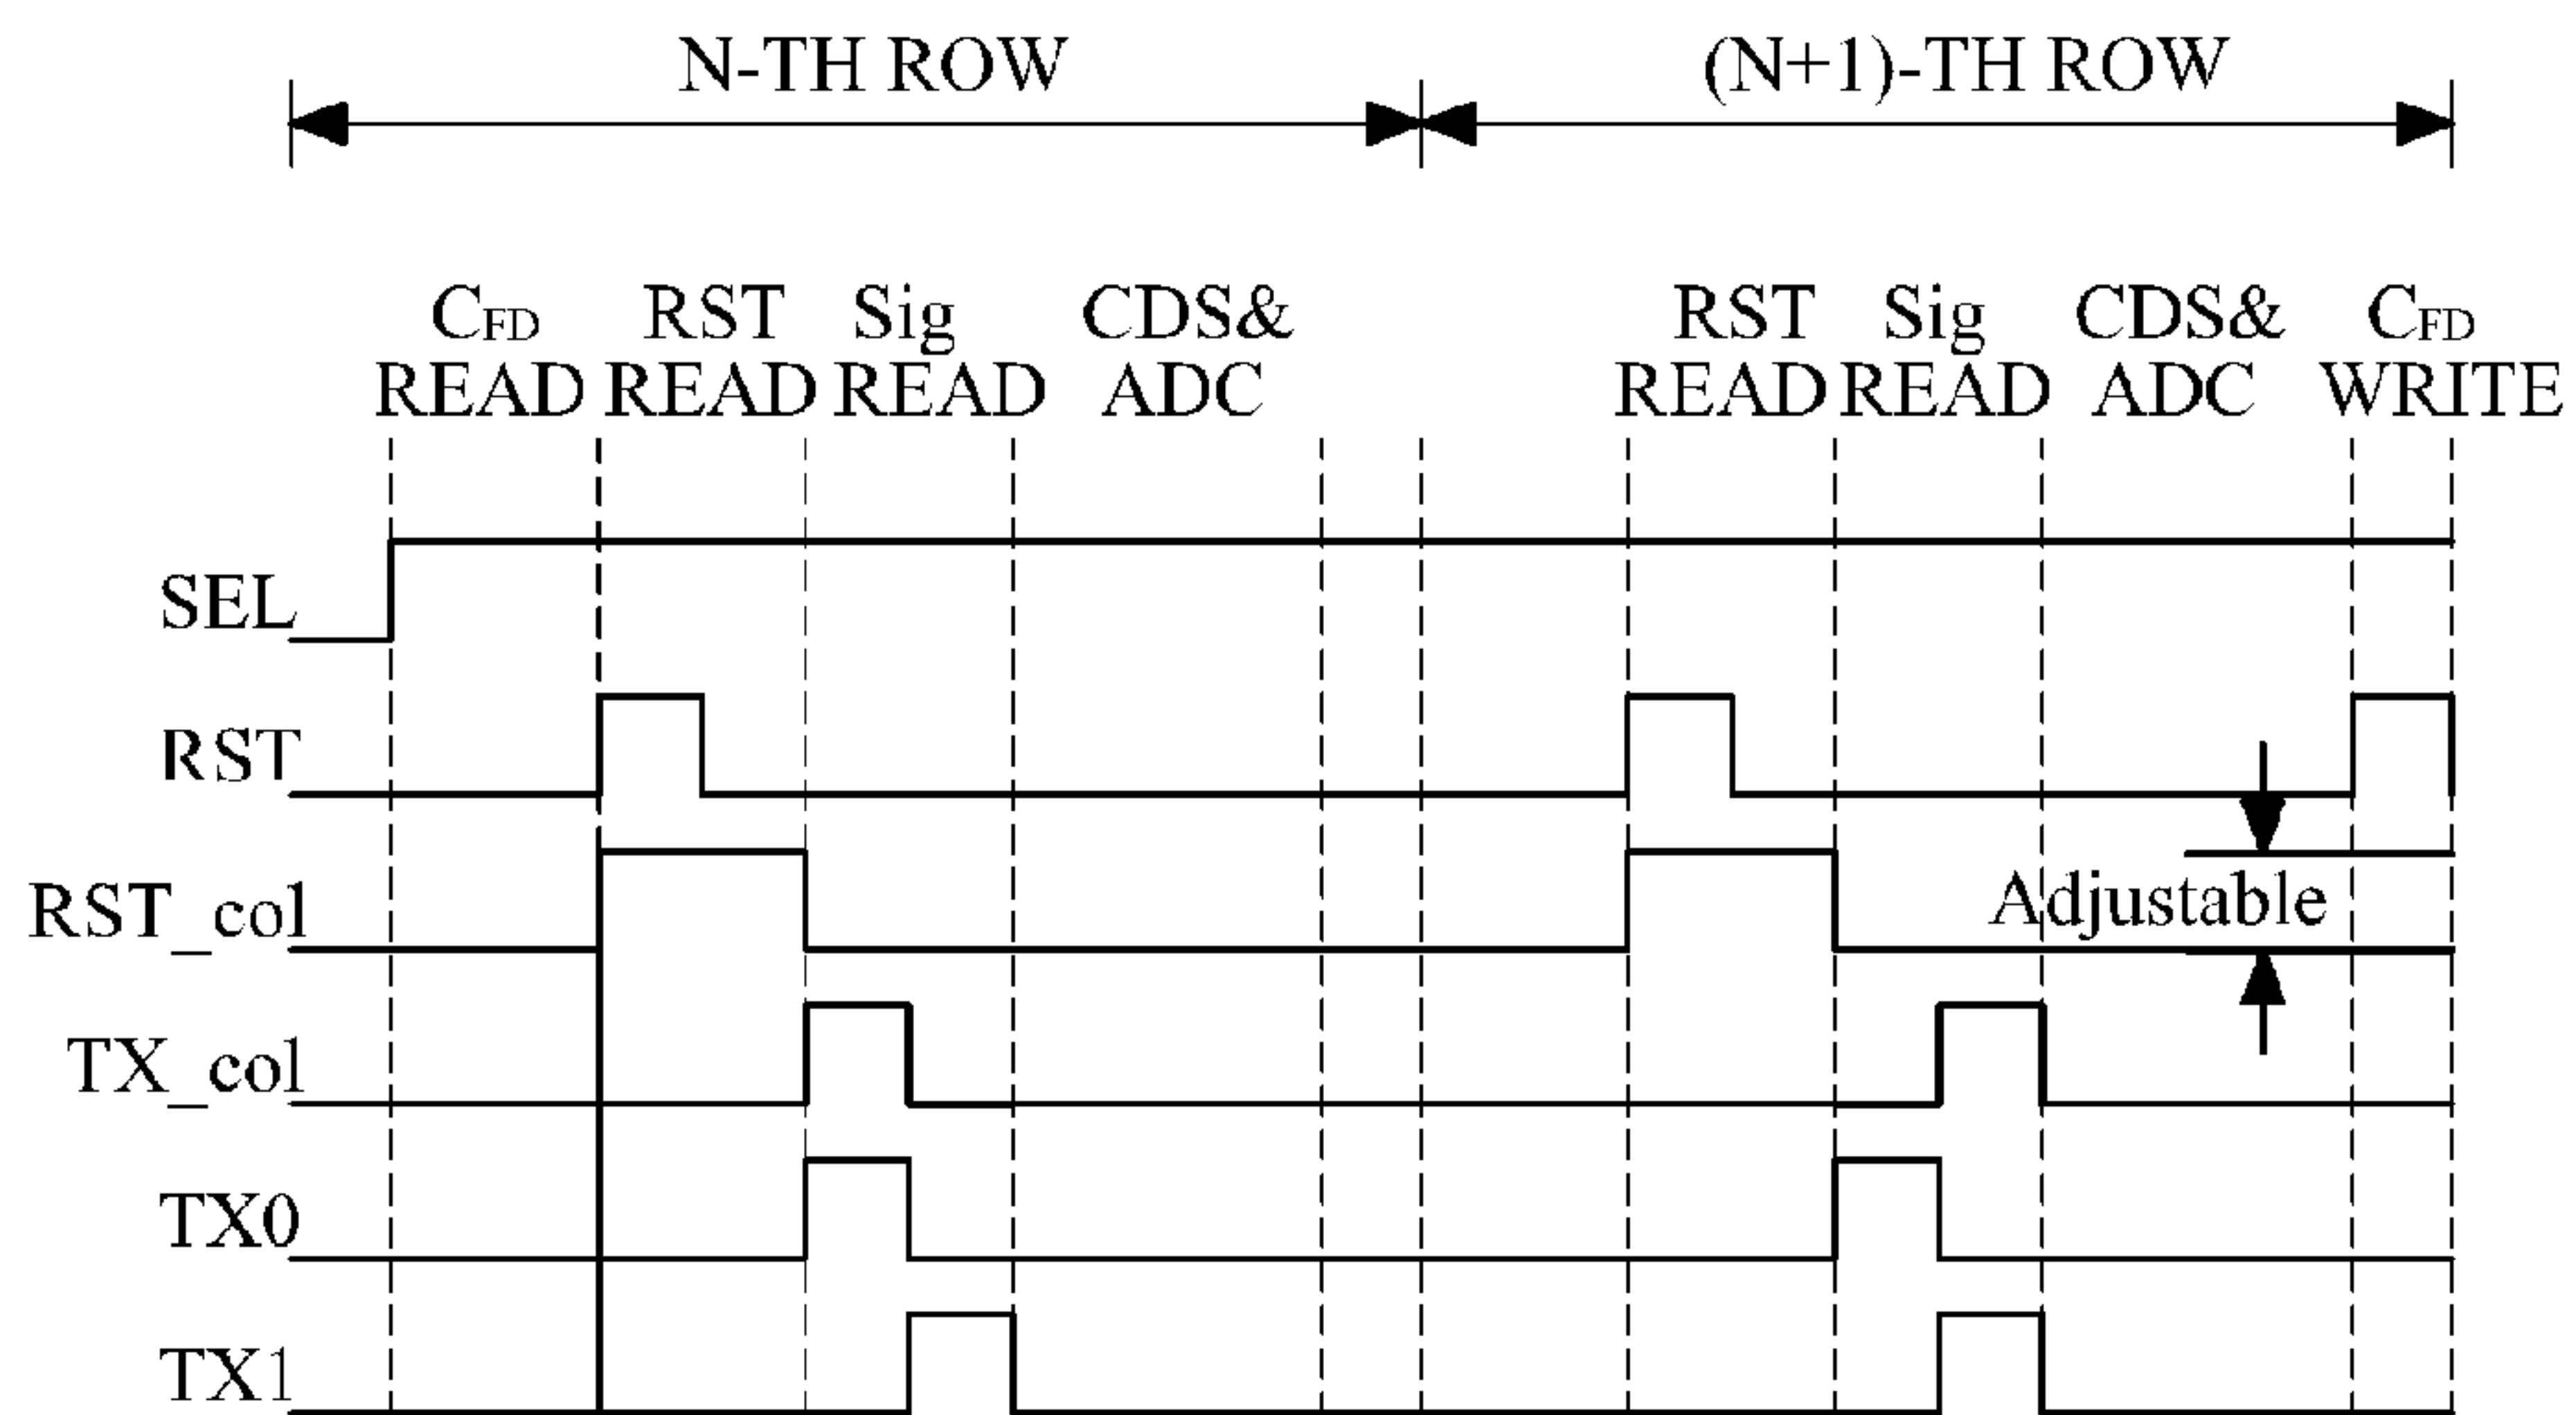 N-TH ROW (N+1)-TH ROW
CFD RST Sig CDS& RST Sig CDS& CFD
READ READ READ ADC READ READ ADC WRITE
SEL
RST
RST_col Adjustable
TX_col
TX0
TX1